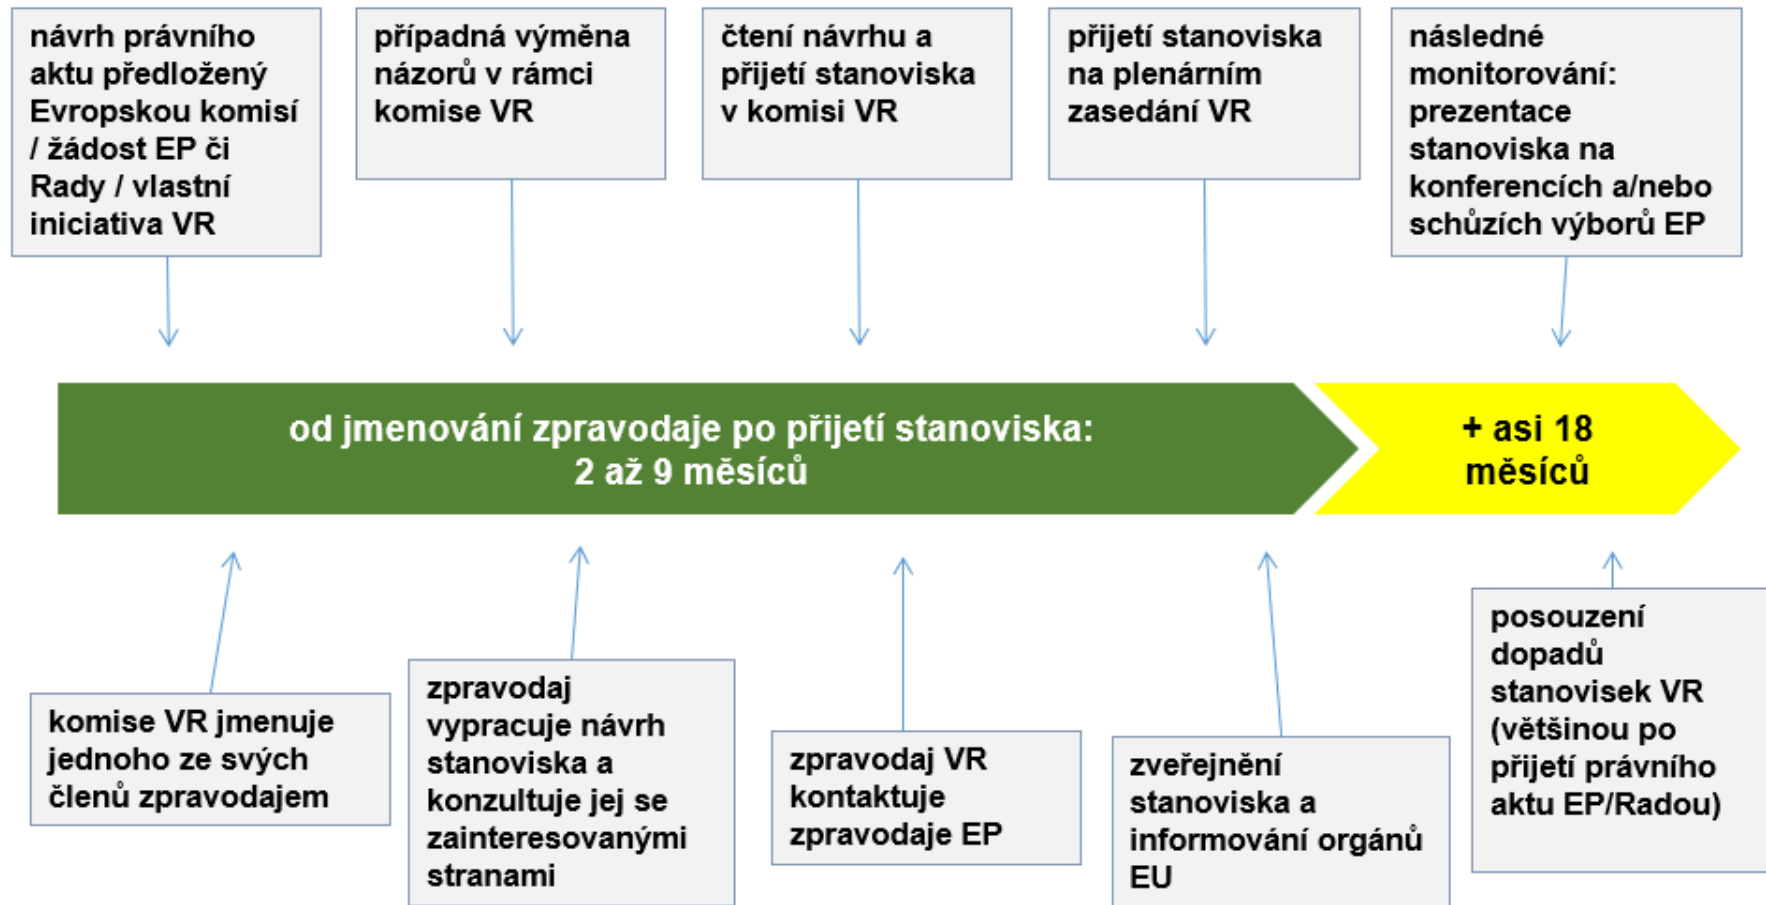 návrh právního
aktu předložený
Evropskou komisí
/ žádost EP či
Rady / vlastní
iniciativa VR
případná výměna
názorů v rámci
komise VR
čtení návrhu a
přijetí stanoviska
v komisi VR
přijetí stanoviska
na plenárním
zasedání VR
následné
monitorování:
prezentace
stanoviska na
konferencích a/nebo
schůzích výborů EP
od jmenování zpravodaje po přijetí stanoviska:
2 až 9 měsíců
+ asi 18
měsíců
komise VR jmenuje
jednoho ze svých
členů zpravodajem
zpravodaj
vypracuje návrh
stanoviska a
konzultuje jej se
zainteresovanými
stranami
zpravodaj VR
kontaktuje
zpravodaje EP
zveřejnění
stanoviska a
informování orgánů
EU
posouzení
dopadů
stanovisek VR
(většinou po
přijetí právního
aktu EP/Radou)